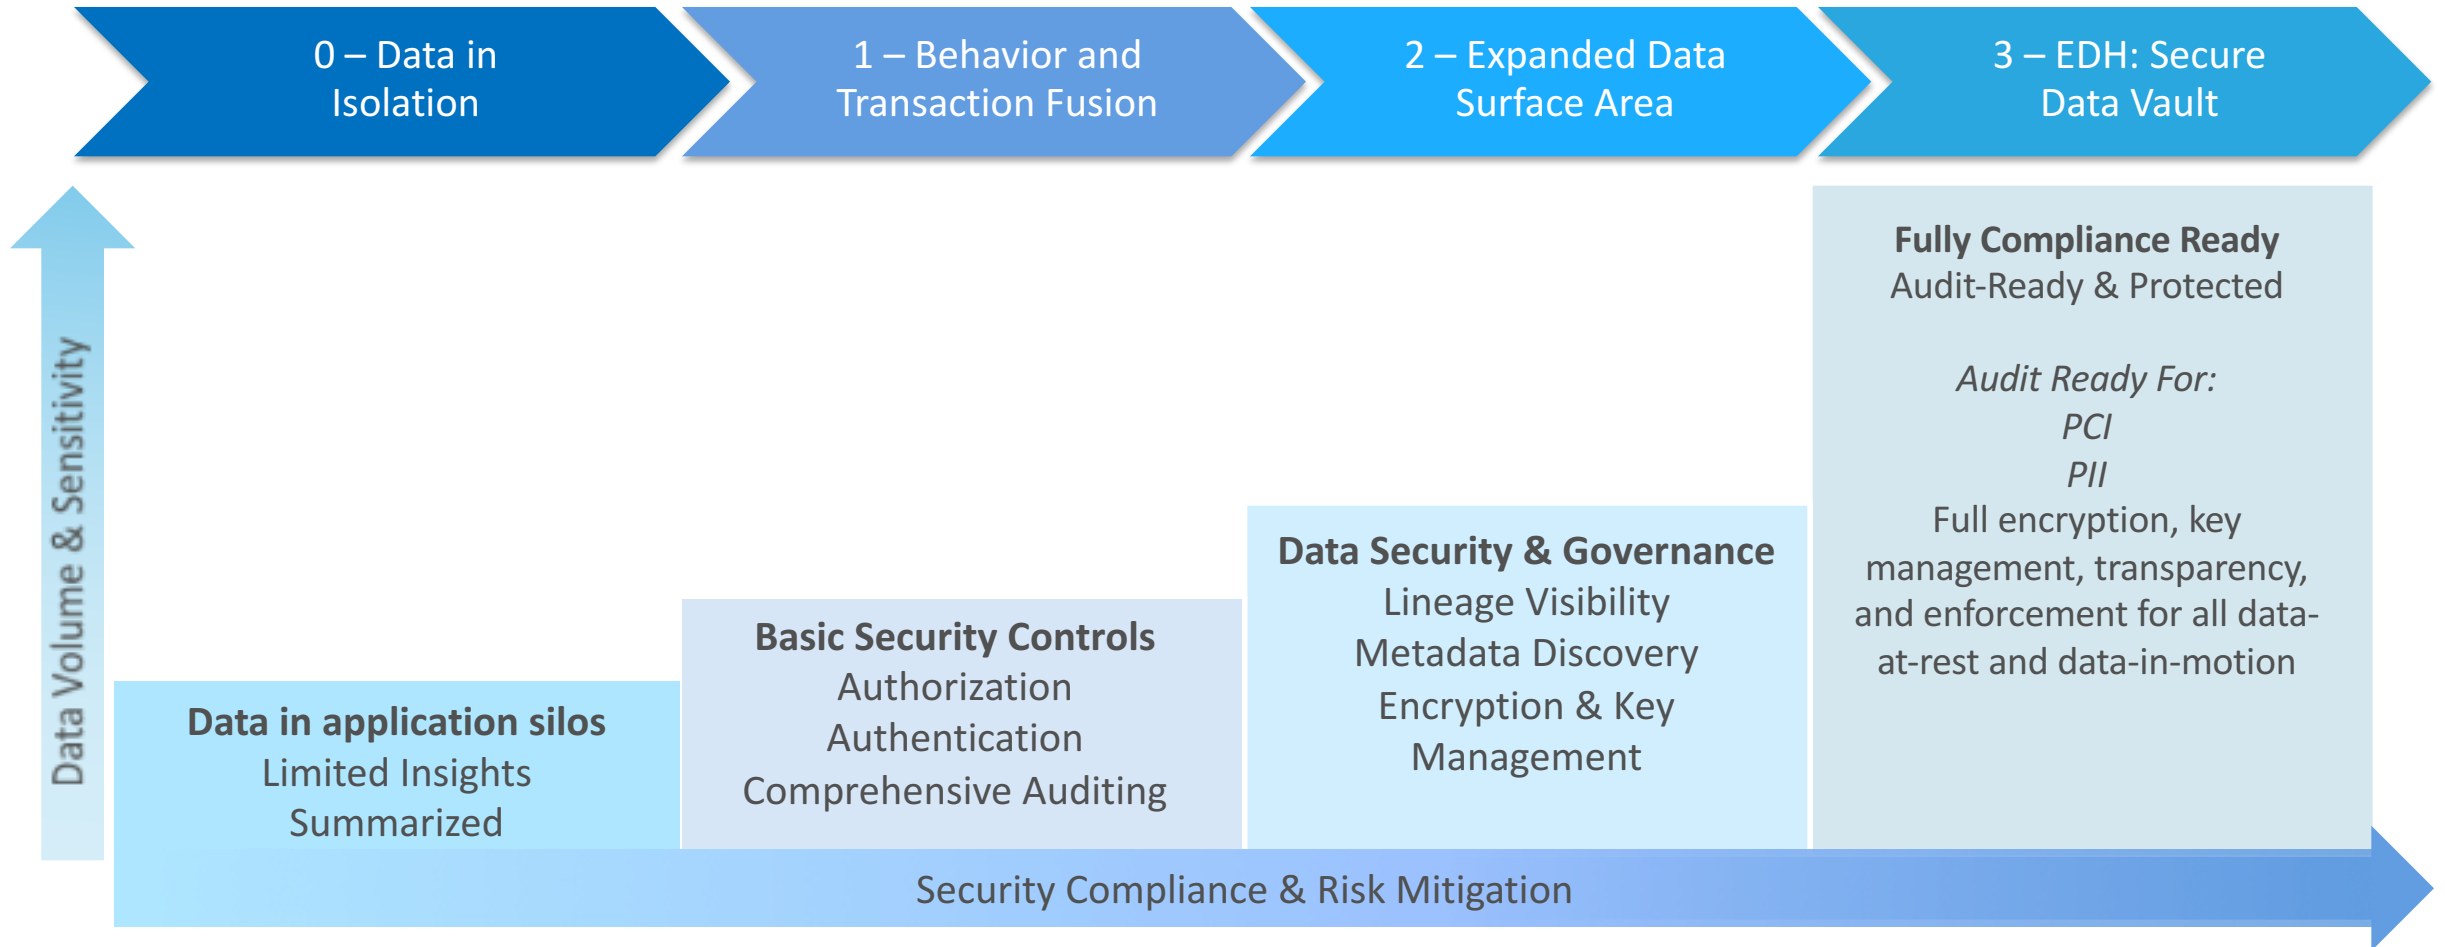 0 – Data in
Isolation
1 – Behavior and
Transaction Fusion
2 – Expanded Data
Surface Area
3 – EDH: Secure
Data Vault
Data Volume & Sensitivity
Data in application silos
Limited Insights
Summarized
Basic Security Controls
Authorization
Authentication
Comprehensive Auditing
Data Security & Governance
Lineage Visibility
Metadata Discovery
Encryption & Key
Management
Fully Compliance Ready
Audit-Ready & Protected
Audit Ready For:
PCI
PII
Full encryption, key
management, transparency,
and enforcement for all data-
at-rest and data-in-motion
Security Compliance & Risk Mitigation